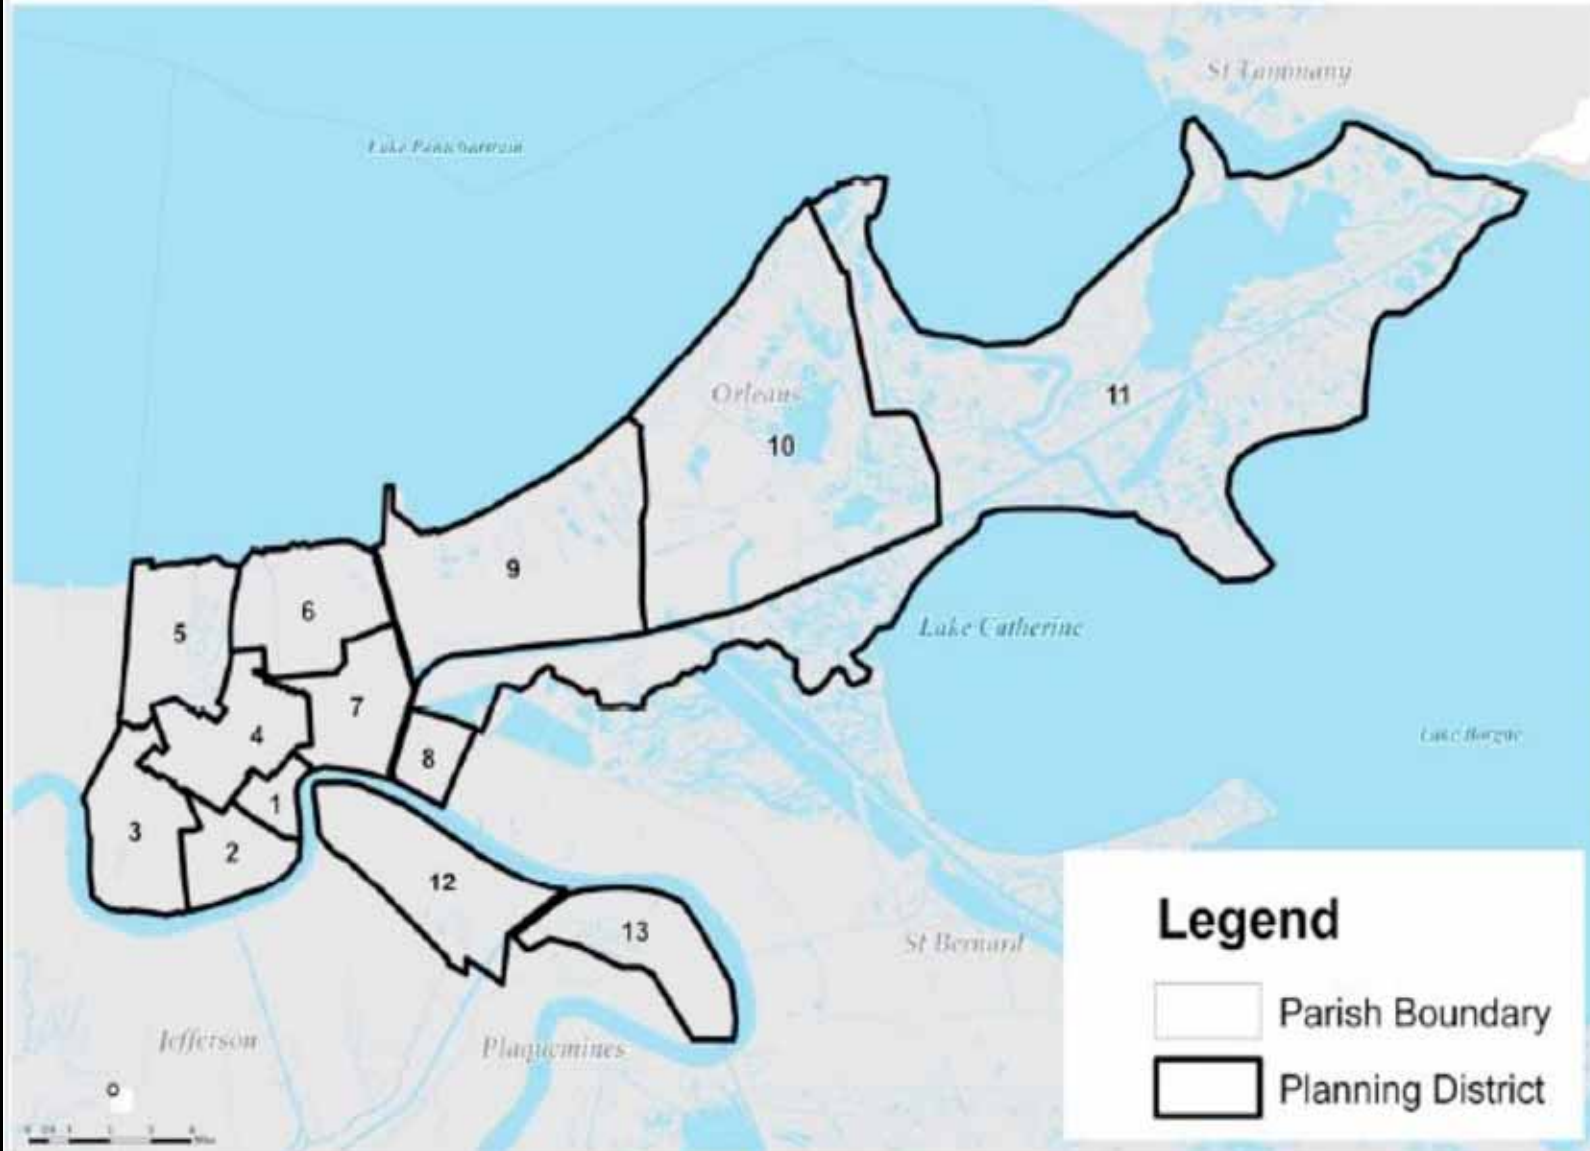 St Tammany
Lake Pontchartrain
Orleans
11
10
9
6
5
Lake Catherine
7
4
8
Lake Borgne
1
3
2
12
13
St Bernard
Jefferson
Plaquemines
Legend
Parish Boundary
Planning District